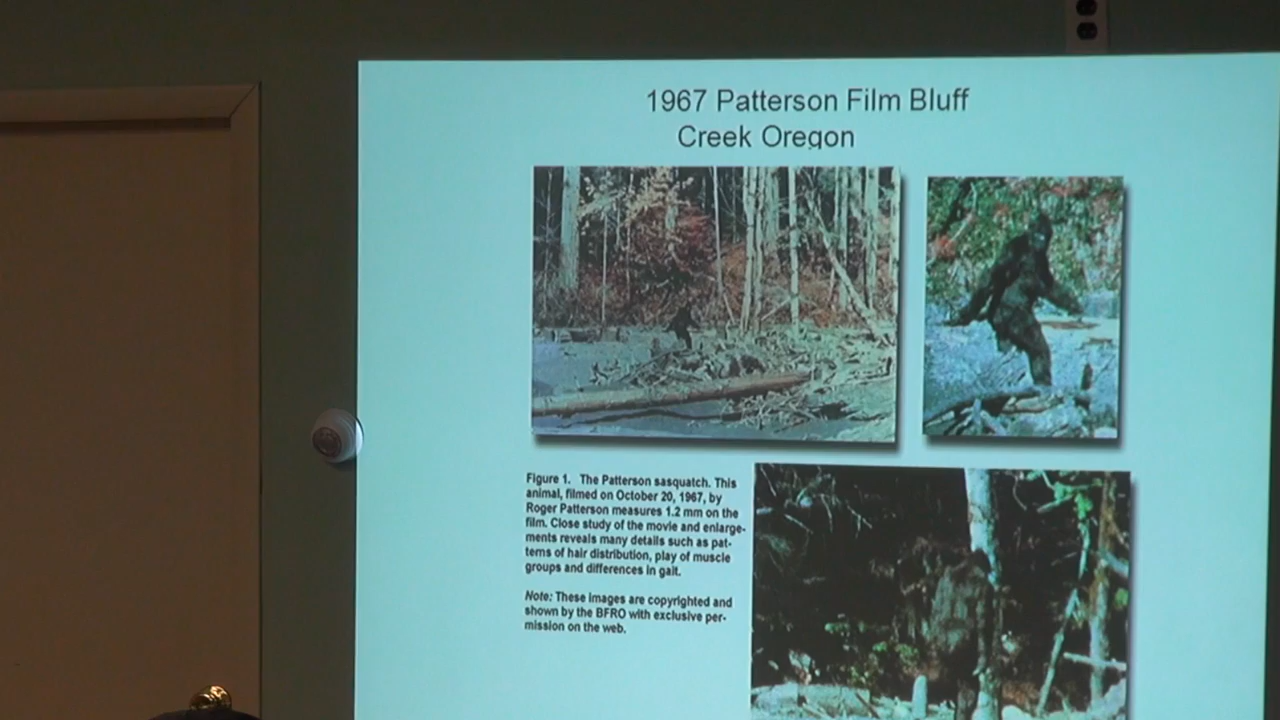 1967 Patterson Film Bluff
Creek Oregon
Figure 1. The Patterson sasquatch. This
animal, filmed on October 20, 1967, by
Roger Patterson measures 1.2 mm on the
film. Close study of the movie and enlarge-
ments reveals many details such as pat-
terns of hair distribution, play of muscle
groups and differences in gait.
Note: These images are copyrighted and
shown by the BFRO with exclusive per-
mission on the web.